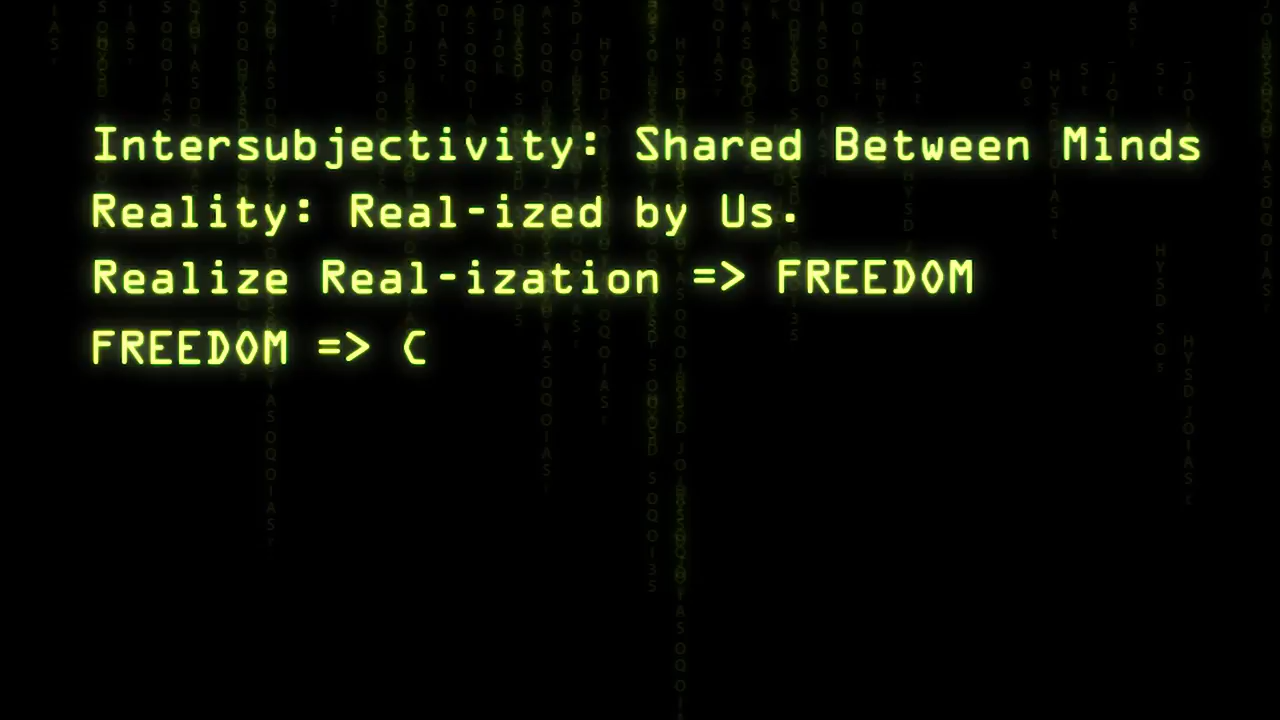 Intersubjectivity: Shared Between Minds
Reality: Real-ized by Us.
Realize Real-ization => FREEDOM
FREEDOM => C